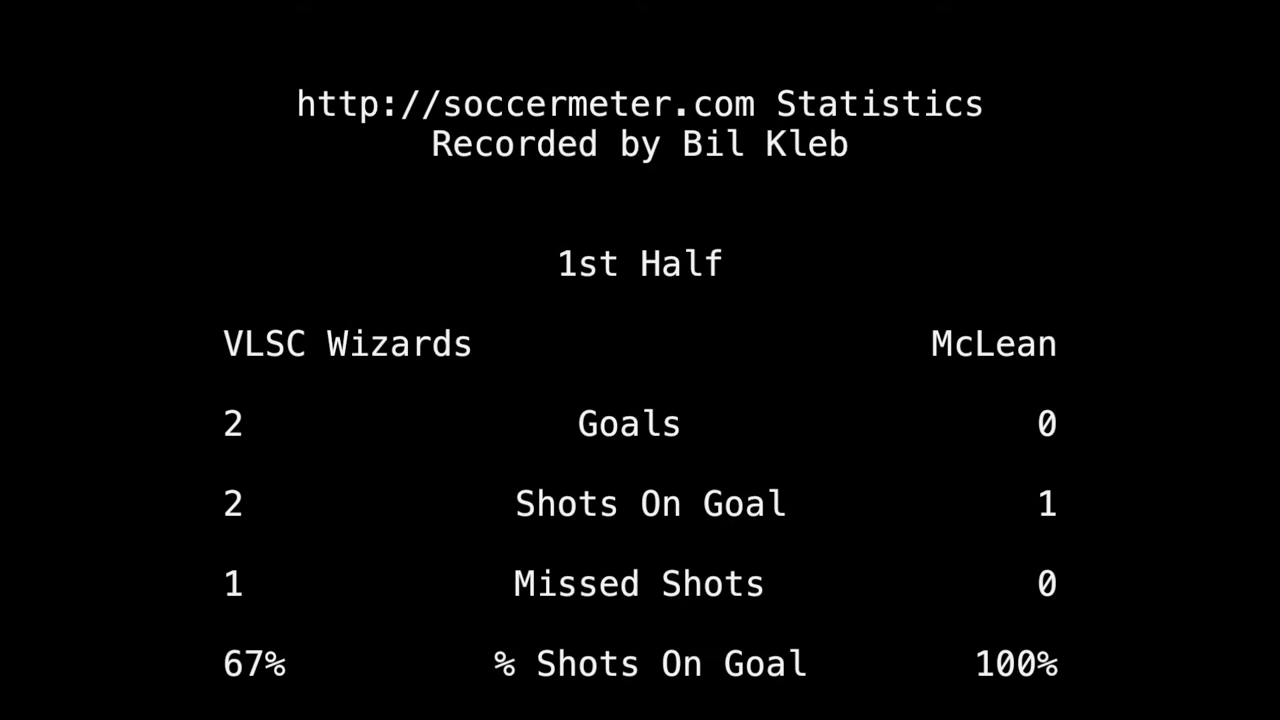 http://soccermeter.com Statistics
Recorded by Bil Kleb
1st Half
VLSC Wizards McLean
2 Goals 0
2 Shots On Goal 1
1 Missed Shots 0
67% % Shots On Goal 100%